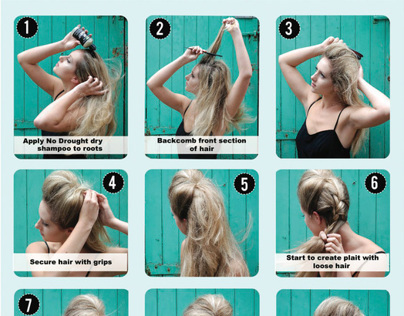 1
Apply No Drought dry
shampoo to roots
2
Backcomb front section
of hair
3
4
Secure hair with grips
5
6
Start to create plait with
loose hair
7